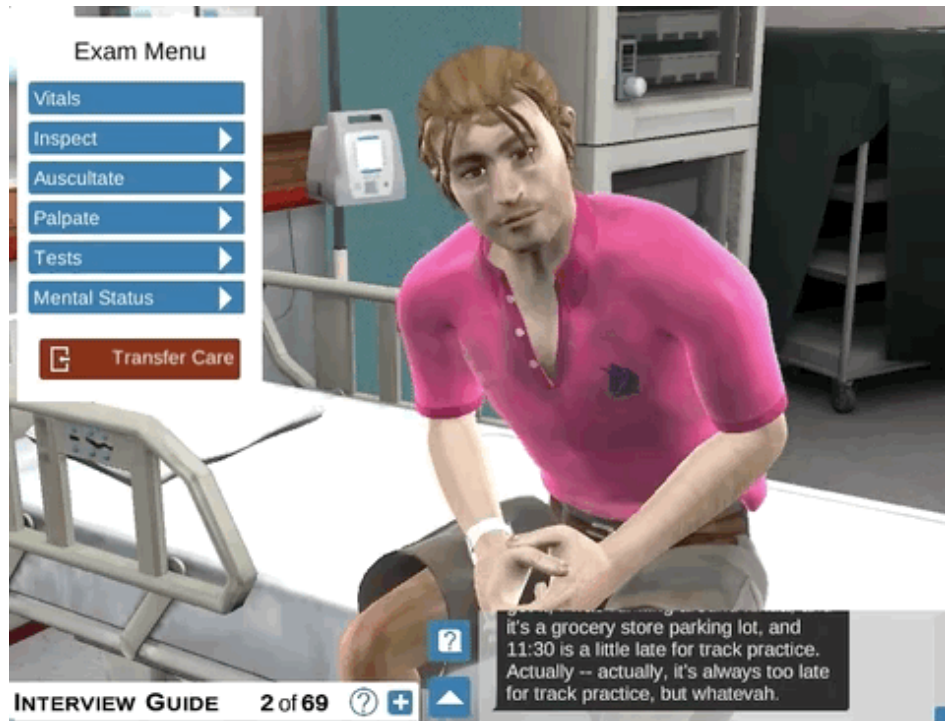 Exam Menu
Vitals
Inspect
Auscultate
Palpate
Tests
Mental Status
Transfer Care
it's a grocery store parking lot, and
11:30 is a little late for track practice.
Actually -- actually, it's always too late
for track practice, but whatevah.
INTERVIEW GUIDE 2 of 69 ? +